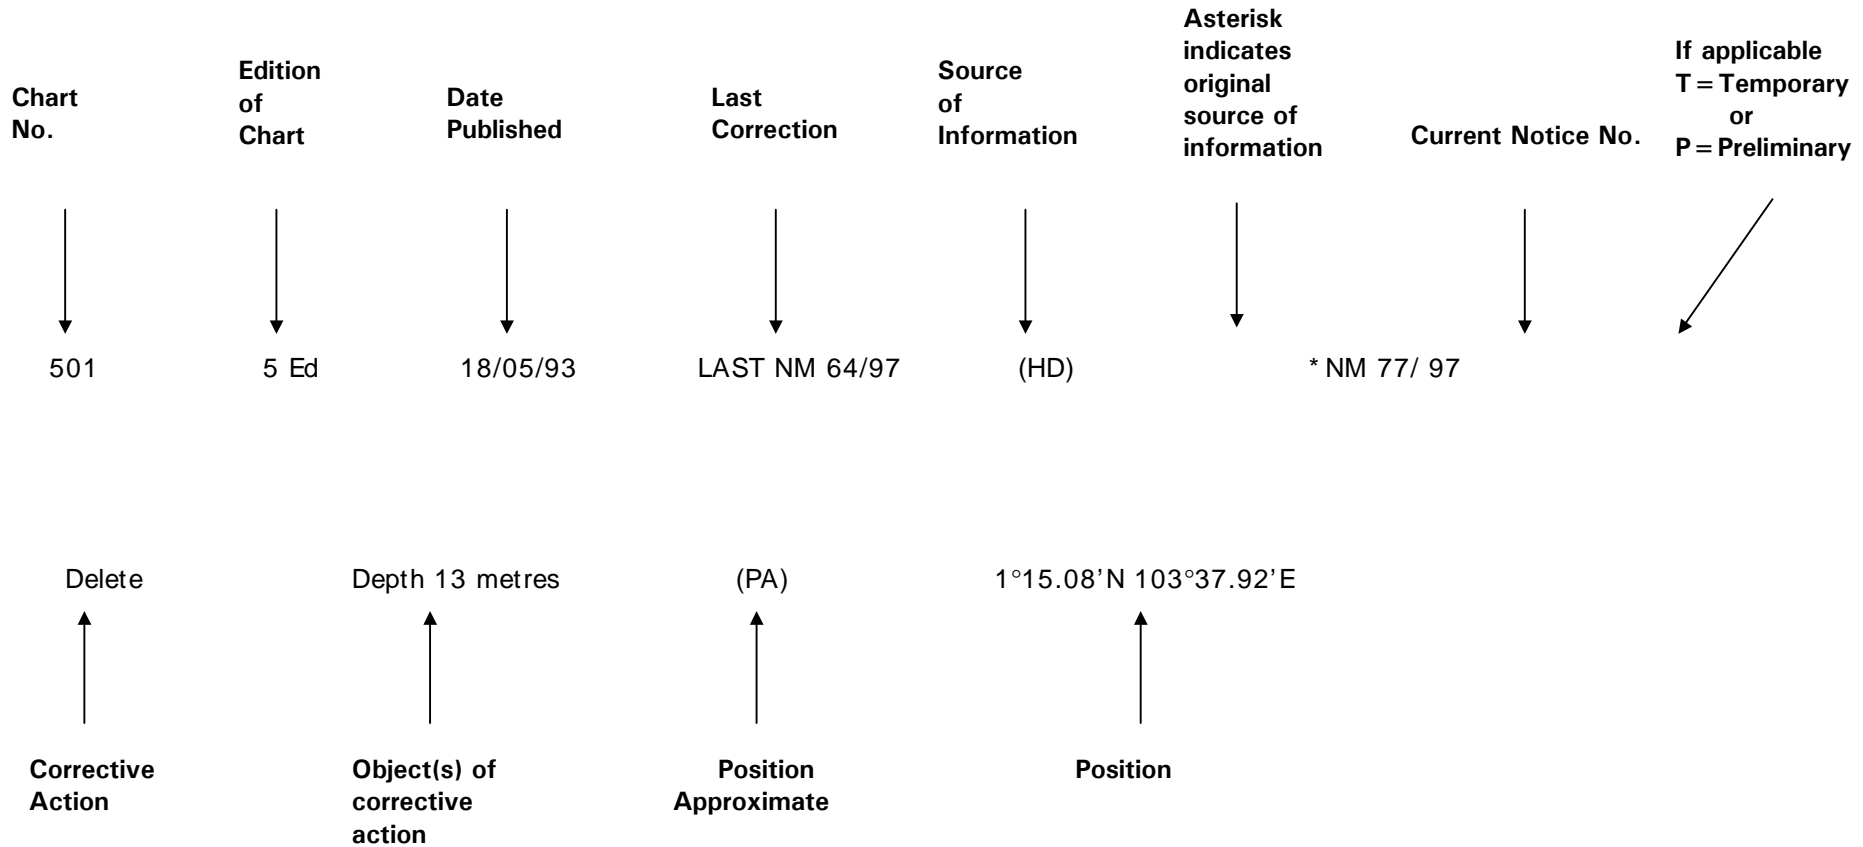 Chart
No.
Edition
of
Chart
Date
Published
Last
Correction
Source
of
Information
Asterisk
indicates
original
source of
information
Current Notice No.
If applicable
T=Temporary
or
P=Preliminary
501
5 Ed
18/05/93
LAST NM 64/97
(HD)
*NM 77/ 97
Delete
Depth 13 metres
(PA)
1°15.08’N 103°37.92’E
Corrective
Action
Object(s) of
corrective
action
Position
Approximate
Position